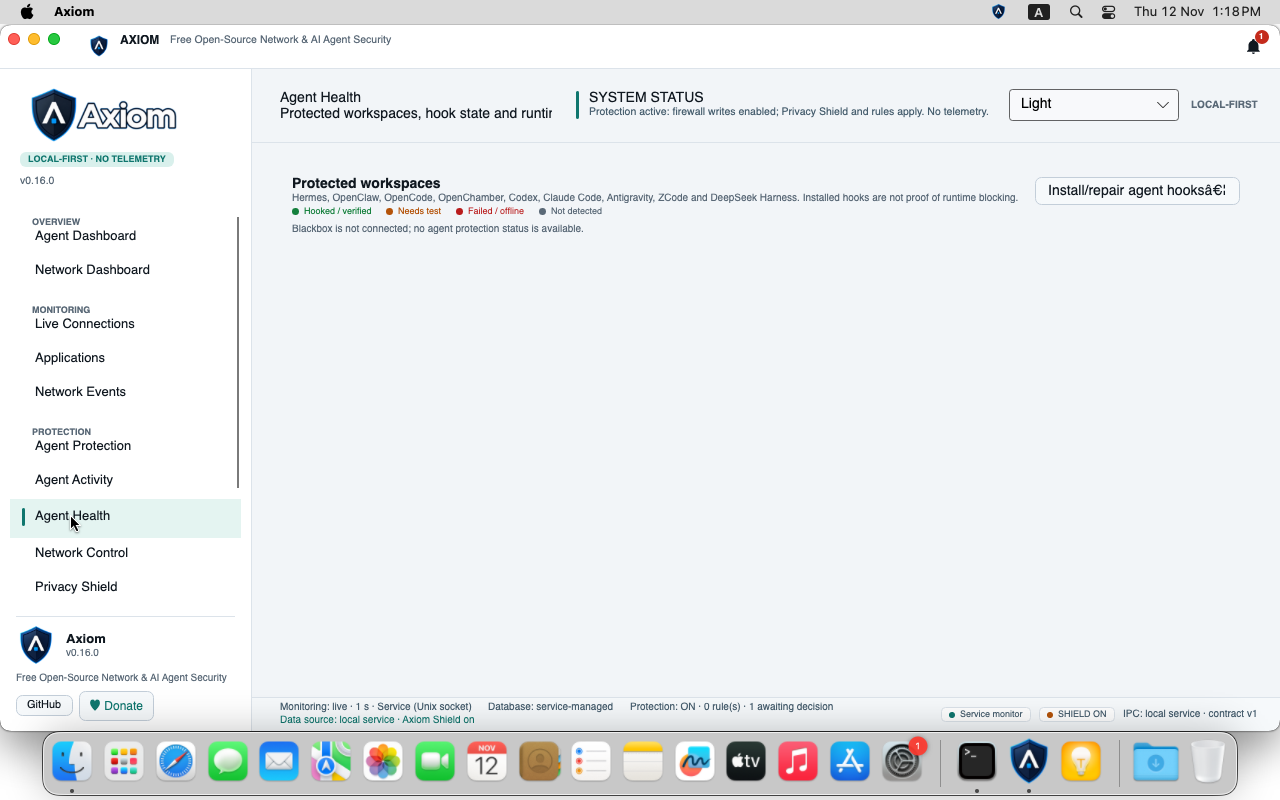 Axiom
A
Thu 12 Nov 1:18 PM
AXIOM
Free Open-Source Network & AI Agent Security
1
Axiom
LOCAL-FIRST · NO TELEMETRY
v0.16.0
OVERVIEW
Agent Dashboard
Network Dashboard
MONITORING
Live Connections
Applications
Network Events
PROTECTION
Agent Protection
Agent Activity
Agent Health
Network Control
Privacy Shield
Axiom
v0.16.0
Free Open-Source Network & AI Agent Security
GitHub
Donate
Agent Health
Protected workspaces, hook state and runtir
SYSTEM STATUS
Protection active: firewall writes enabled; Privacy Shield and rules apply. No telemetry.
Light
LOCAL-FIRST
Protected workspaces
Hermes, OpenClaw, OpenCode, OpenChamber, Codex, Claude Code, Antigravity, ZCode and DeepSeek Harness. Installed hooks are not proof of runtime blocking.
Hooked / verified
Needs test
Failed / offline
Not detected
Blackbox is not connected; no agent protection status is available.
Install/repair agent hooksâ€¦
Monitoring: live · 1 s · Service (Unix socket)
Database: service-managed
Protection: ON · 0 rule(s) · 1 awaiting decision
Data source: local service · Axiom Shield on
Service monitor
SHIELD ON
IPC: local service · contract v1
NOV
12
tv
1
>_
T